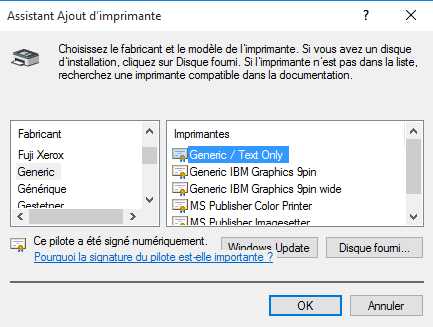 Assistant Ajout d'imprimante
Choisissez le fabricant et le modèle de l'imprimante. Si vous avez un disque
d'installation, cliquez sur Disque fourni. Si l'imprimante n'est pas dans la liste,
recherchez une imprimante compatible dans la documentation.
Fabricant
Fuji Xerox
Generic
Générique
Gestetner
Imprimantes
Generic / Text Only
Generic IBM Graphics 9pin
Generic IBM Graphics 9pin wide
MS Publisher Color Printer
MS Publisher Imagesetter
Ce pilote a été signé numériquement.
Pourquoi la signature du pilote est-elle importante ?
Windows Update
Disque fourni...
OK
Annuler